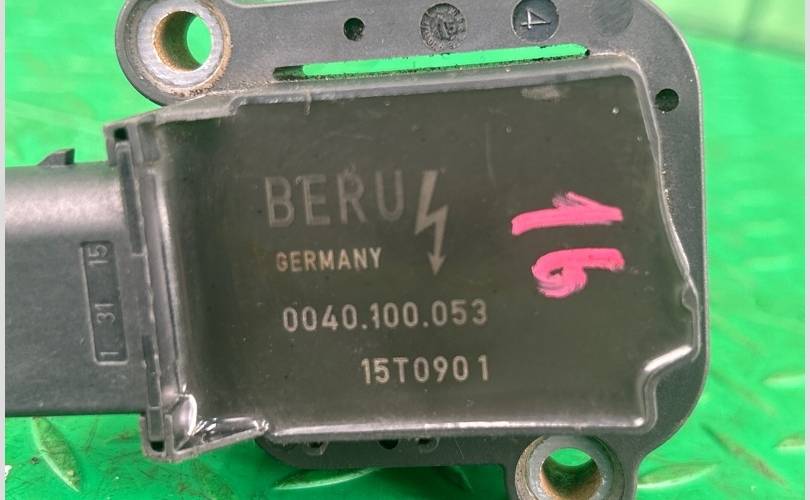 4
BERU
GERMANY
0040.100.053
15T0901
16
1 31 15